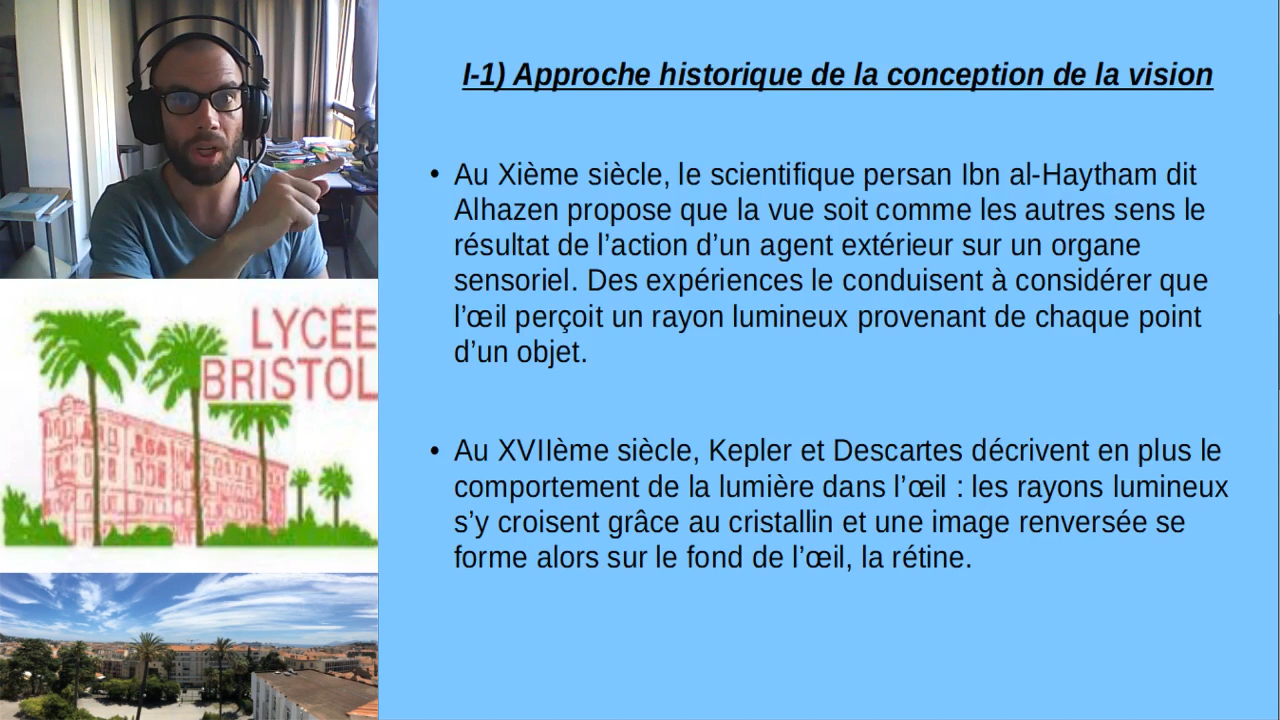 LYCÉE
BRISTOL
I-1) Approche historique de la conception de la vision
• Au Xième siècle, le scientifique persan Ibn al-Haytham dit
Alhazen propose que la vue soit comme les autres sens le
résultat de l’action d’un agent extérieur sur un organe
sensoriel. Des expériences le conduisent à considérer que
l’œil perçoit un rayon lumineux provenant de chaque point
d’un objet.
• Au XVIIème siècle, Kepler et Descartes décrivent en plus le
comportement de la lumière dans l’œil : les rayons lumineux
s’y croisent grâce au cristallin et une image renversée se
forme alors sur le fond de l’œil, la rétine.